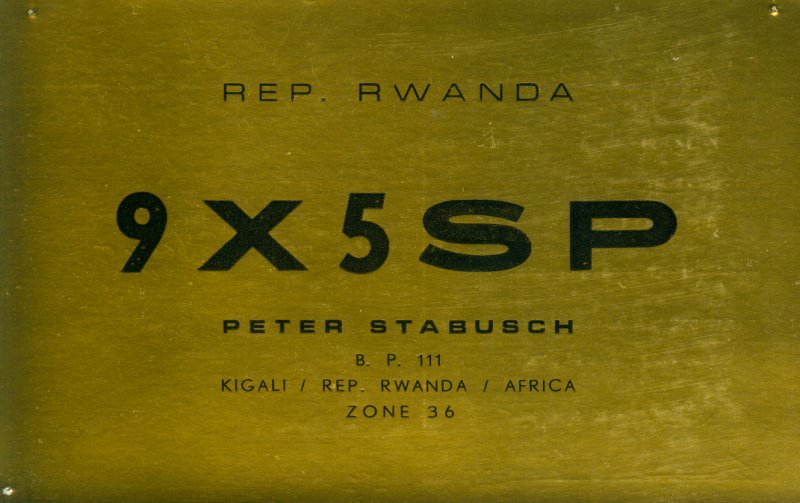 REP. RWANDA
9X5SP
PETER STABUSCH
B. P. 111
KIGALI / REP. RWANDA / AFRICA
ZONE 36